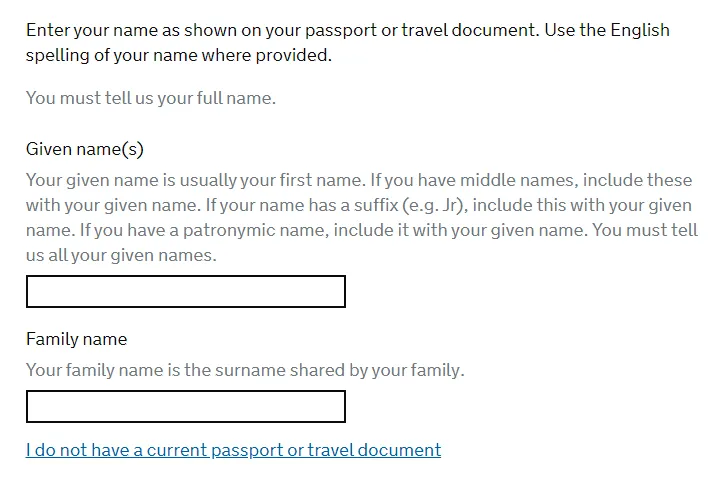 Enter your name as shown on your passport or travel document. Use the English
spelling of your name where provided.
You must tell us your full name.
Given name(s)
Your given name is usually your first name. If you have middle names, include these
with your given name. If your name has a suffix (e.g. Jr), include this with your given
name. If you have a patronymic name, include it with your given name. You must tell
us all your given names.
Family name
Your family name is the surname shared by your family.
I do not have a current passport or travel document